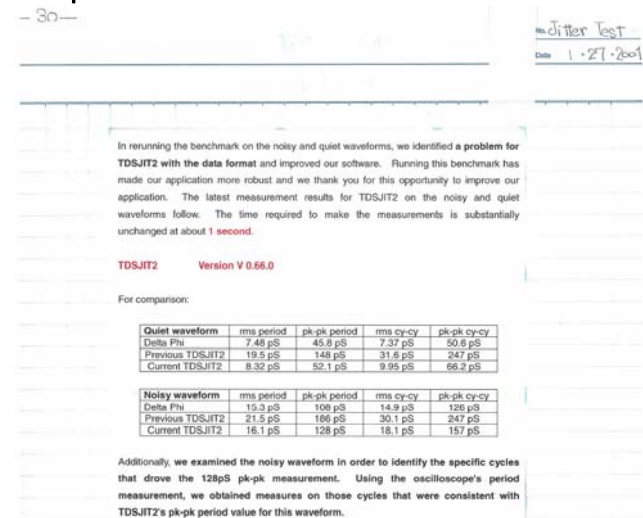 - 30 -
No. Jitter Test
Date 1 · 27 · 2001
In rerunning the benchmark on the noisy and quiet waveforms, we identified a problem for
TDSJIT2 with the data format and improved our software. Running this benchmark has
made our application more robust and we thank you for this opportunity to improve our
application. The latest measurement results for TDSJIT2 on the noisy and quiet
waveforms follow. The time required to make the measurements is substantially
unchanged at about 1 second.
TDSJIT2 Version V 0.66.0
For comparison:
Quiet waveform rms period pk-pk period rms cy-cy pk-pk cy-cy
Delta Phi 7.48 pS 45.8 pS 7.37 pS 50.6 pS
Previous TDSJIT2 19.5 pS 148 pS 31.6 pS 247 pS
Current TDSJIT2 8.32 pS 52.1 pS 9.95 pS 66.2 pS
Noisy waveform rms period pk-pk period rms cy-cy pk-pk cy-cy
Delta Phi 15.3 pS 108 pS 14.9 pS 126 pS
Previous TDSJIT2 21.5 pS 186 pS 30.1 pS 247 pS
Current TDSJIT2 16.1 pS 128 pS 18.1 pS 157 pS
Additionally, we examined the noisy waveform in order to identify the specific cycles
that drove the 128pS pk-pk measurement. Using the oscilloscope's period
measurement, we obtained measures on those cycles that were consistent with
TDSJIT2's pk-pk period value for this waveform.